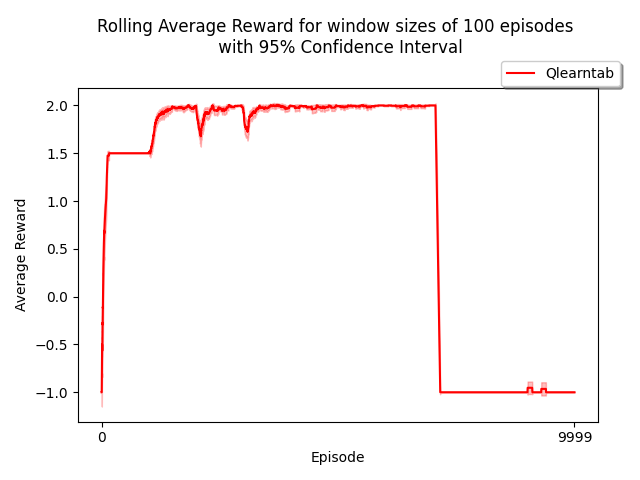 Rolling Average Reward for window sizes of 100 episodes
with 95% Confidence Interval
Qlearntab
2.0
1.5
1.0
0.5
0.0
−0.5
−1.0
Average Reward
0
9999
Episode